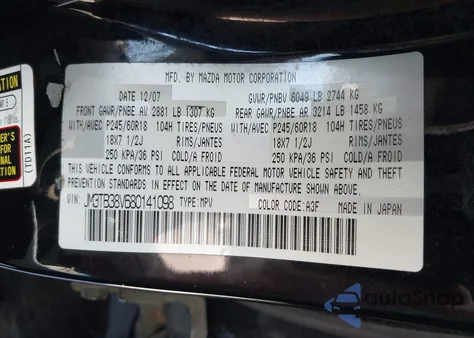 MFD. BY MAZDA MOTOR CORPORATION
DATE 12/07 GVWR/PNBV 6049 LB 2744 KG
FRONT GAWR/PNBE AV 2881 LB 1307 KG REAR GAWR/PNBE AR 3214 LB 1458 KG
WITH/AVEC P245/60R18 104H TIRES/PNEUS WITH/AVEC P245/60R18 104H TIRES/PNEUS
18X7 1/2J RIMS/JANTES 18X7 1/2J RIMS/JANTES
250 KPA/36 PSI COLD/FROID 250 KPA/36 PSI COLD/FROID
THIS VEHICLE CONFORMS TO ALL APPLICABLE FEDERAL MOTOR VEHICLE SAFETY AND THEFT
PREVENTION STANDARDS IN EFFECT ON THE DATE OF MANUFACTURE SHOWN ABOVE.
VIN: JM3TB38V680141098 TYPE: MPV COLOR CODE: A3F MADE IN JAPAN
ATION
(TD11A)
autoSnap